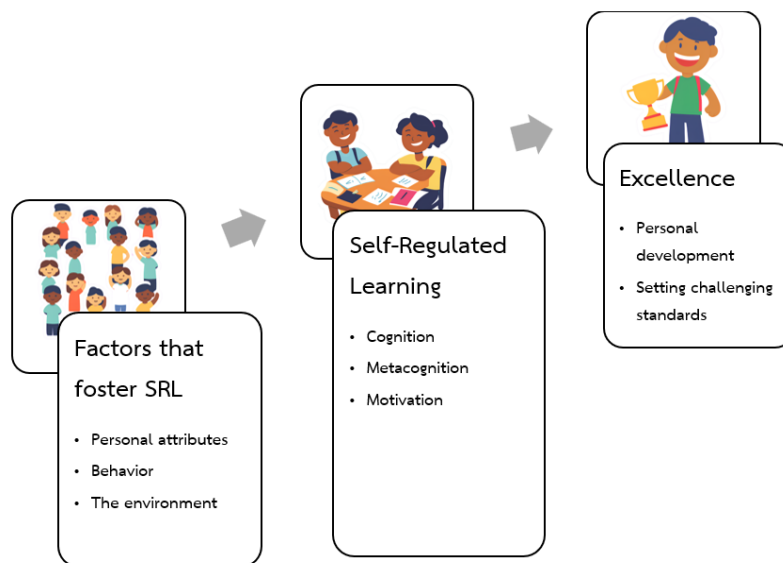 Factors that
foster SRL
• Personal attributes
• Behavior
• The environment
Self-Regulated
Learning
• Cognition
• Metacognition
• Motivation
Excellence
• Personal
development
• Setting challenging
standards